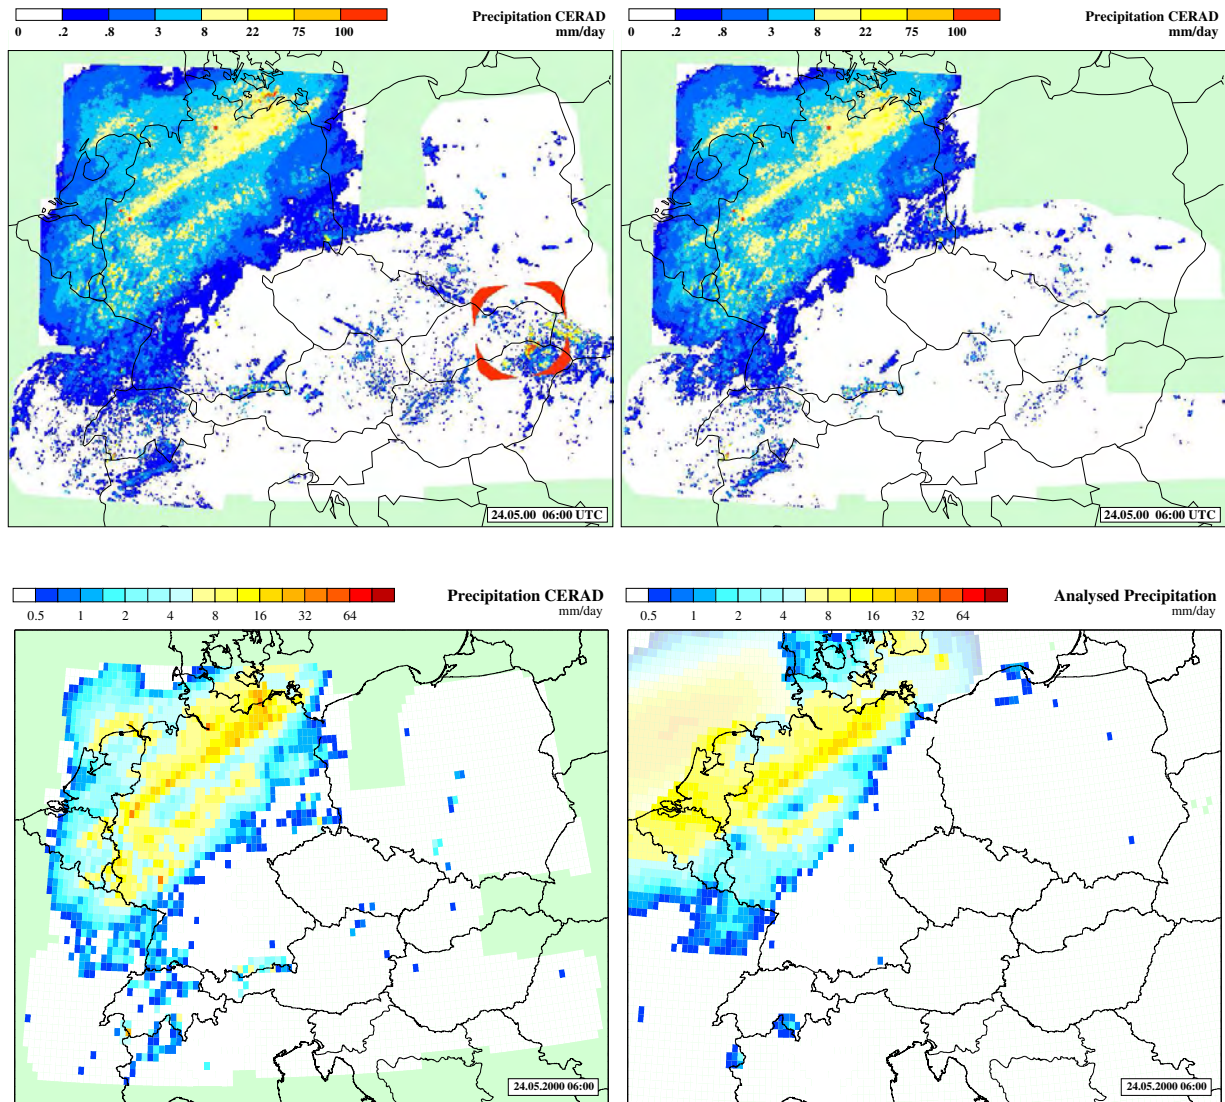 Precipitation CERAD
0 .2 .8 3 8 22 75 100 mm/day
24.05.00 06:00 UTC
Precipitation CERAD
0 .2 .8 3 8 22 75 100 mm/day
24.05.00 06:00 UTC
Precipitation CERAD
0.5 1 2 4 8 16 32 64 mm/day
24.05.2000 06:00
Analysed Precipitation
0.5 1 2 4 8 16 32 64 mm/day
24.05.2000 06:00